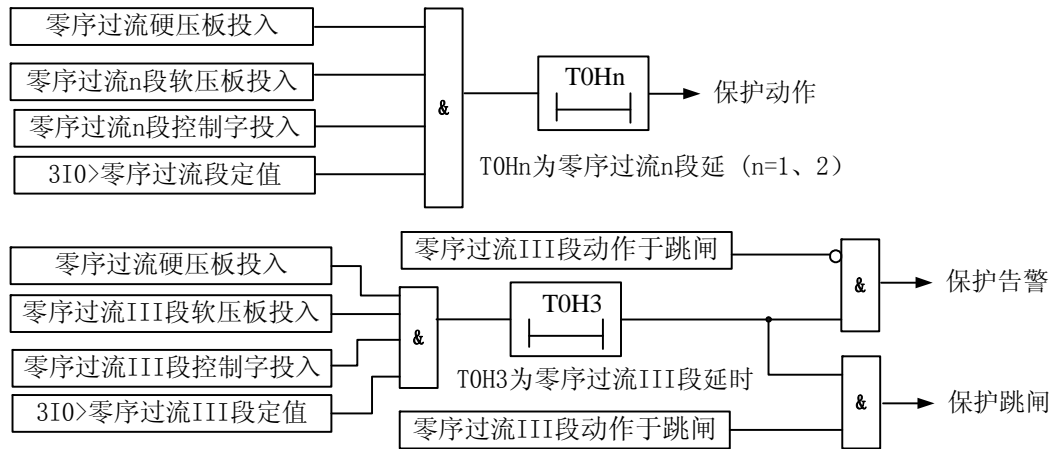 零序过流硬压板投入
零序过流n段软压板投入
零序过流n段控制字投入
3I0>零序过流段定值
&
T0Hn
保护动作
T0Hn为零序过流n段延 (n=1、2）
零序过流硬压板投入
零序过流III段软压板投入
零序过流III段控制字投入
3I0>零序过流III段定值
&
T0H3
T0H3为零序过流III段延时
零序过流III段动作于跳闸
&
保护告警
零序过流III段动作于跳闸
&
保护跳闸